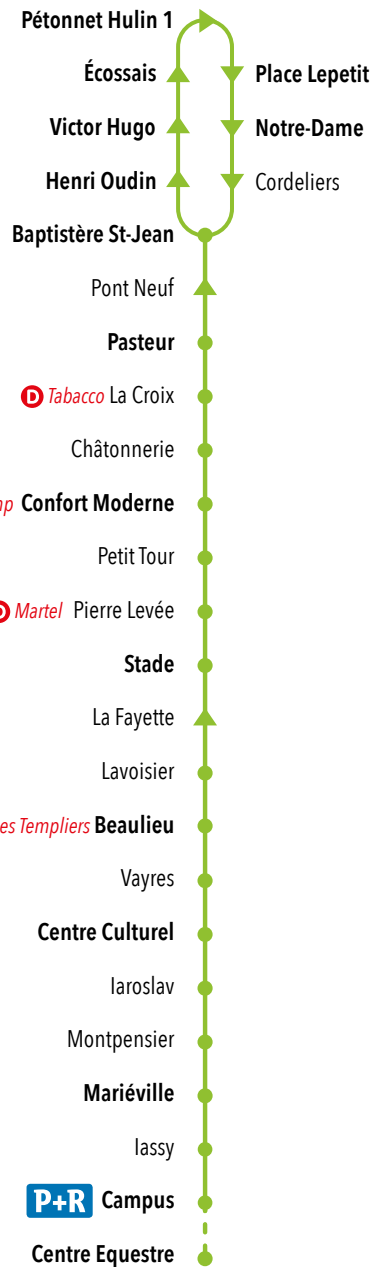 Pétonnet Hulin 1
Écossais Place Lepetit
Victor Hugo Notre-Dame
Henri Oudin Cordeliers
Baptistère St-Jean
Pont Neuf
Pasteur
D Tabacco La Croix
Châtonnerie
Confort Moderne
Petit Tour
D Martel Pierre Levée
Stade
La Fayette
Lavoisier
es Templiers Beaulieu
Vayres
Centre Culturel
Iaroslav
Montpensier
Mariéville
Iassy
P+R Campus
Centre Equestre